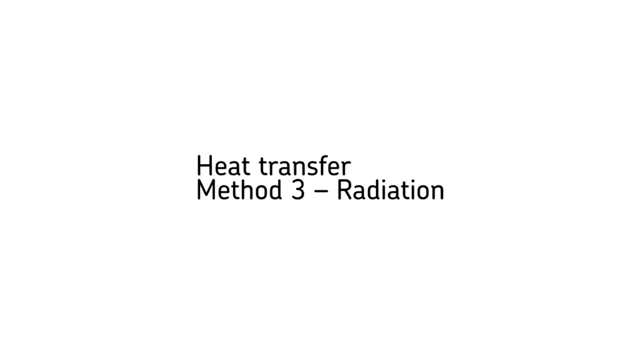 Heat transfer
Method 3 – Radiation